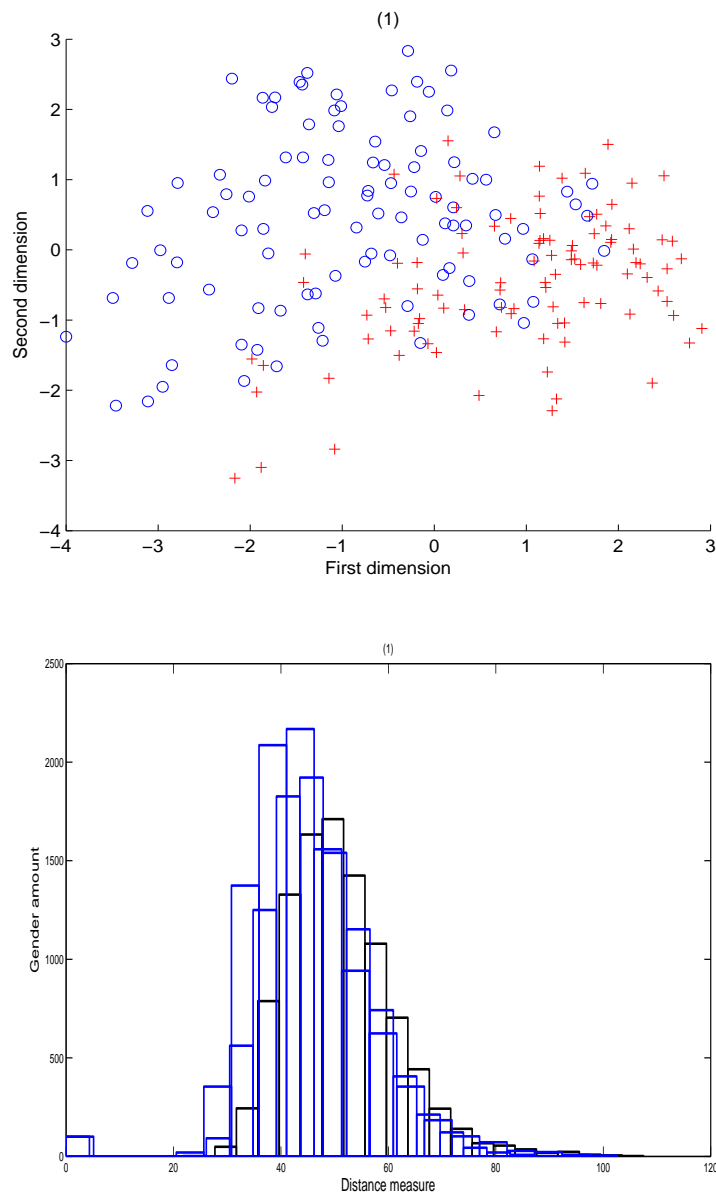 (1)
3
2
1
0
−1
−2
−3
−4
Second dimension
−4 −3 −2 −1 0 1 2 3
First dimension
(1)
2500
2000
1500
1000
500
0
Gender amount
0 20 40 60 80 100 120
Distance measure